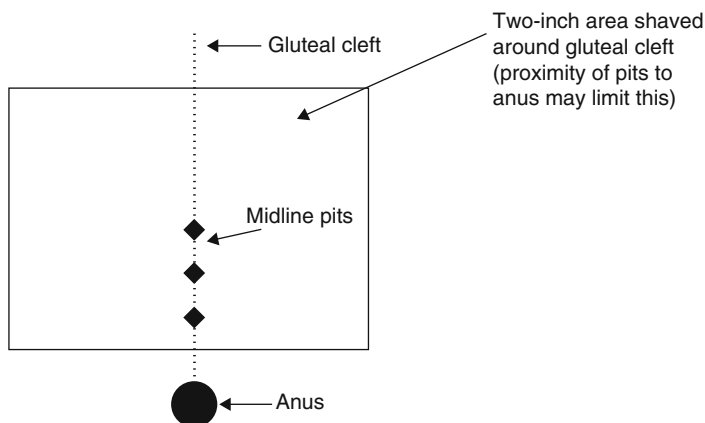 Gluteal cleft
Two-inch area shaved
around gluteal cleft
(proximity of pits to
anus may limit this)
Midline pits
Anus